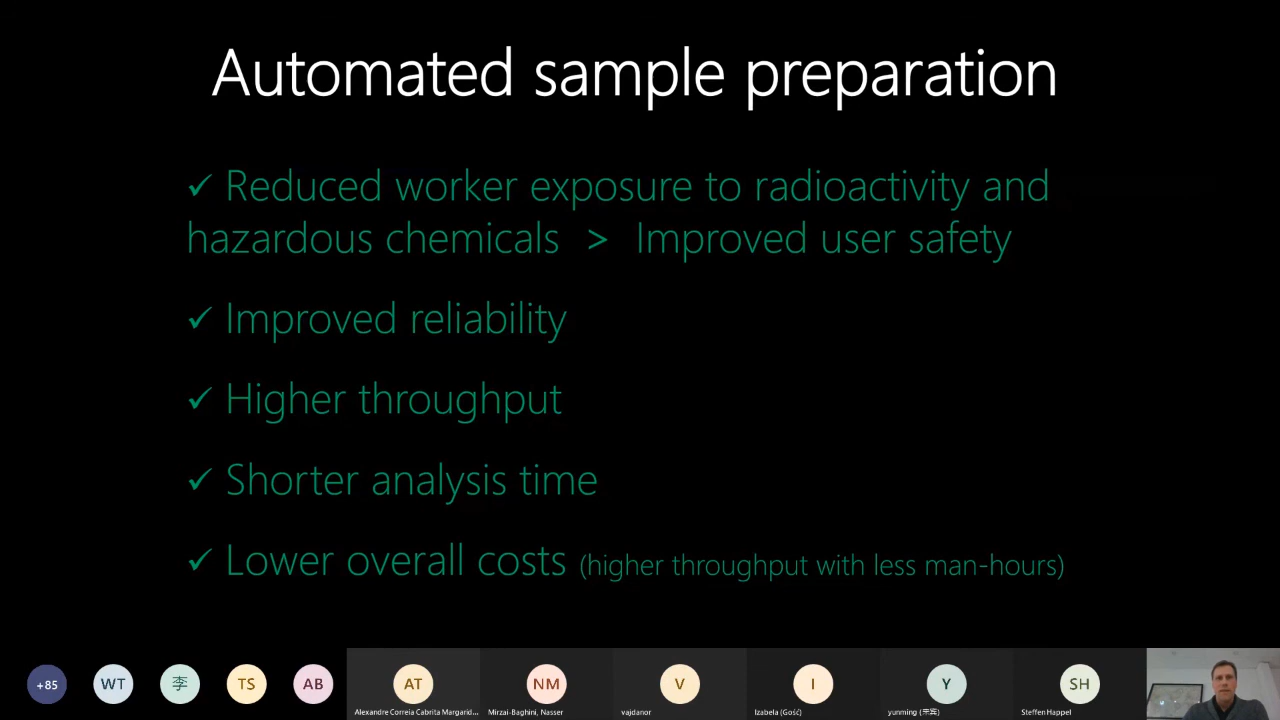 Automated sample preparation
✓ Reduced worker exposure to radioactivity and
hazardous chemicals > Improved user safety
✓ Improved reliability
✓ Higher throughput
✓ Shorter analysis time
✓ Lower overall costs (higher throughput with less man-hours)
+85
WT
李
TS
AB
AT
NM
V
I
Y
SH
Alexandre Correia Cabrita Margarid...
Mirzai-Baghini, Nasser
vajdanor
Izabela (Gość)
yunming (宗宾)
Steffen Happel